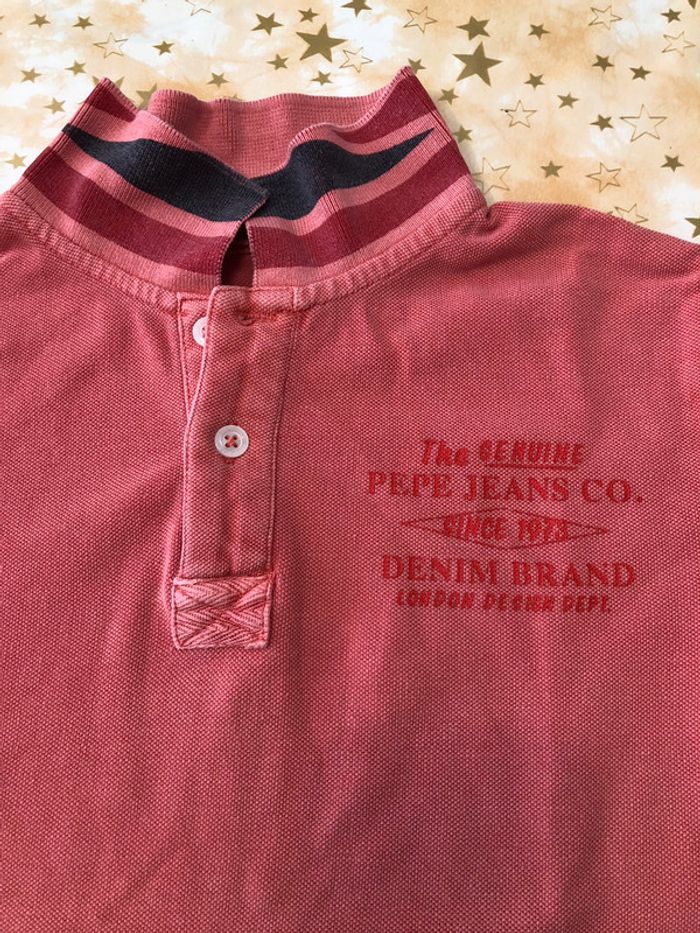 The GENUINE
PEPE JEANS CO.
SINCE 1973
DENIM BRAND
LONDON DESIGN DEPT.